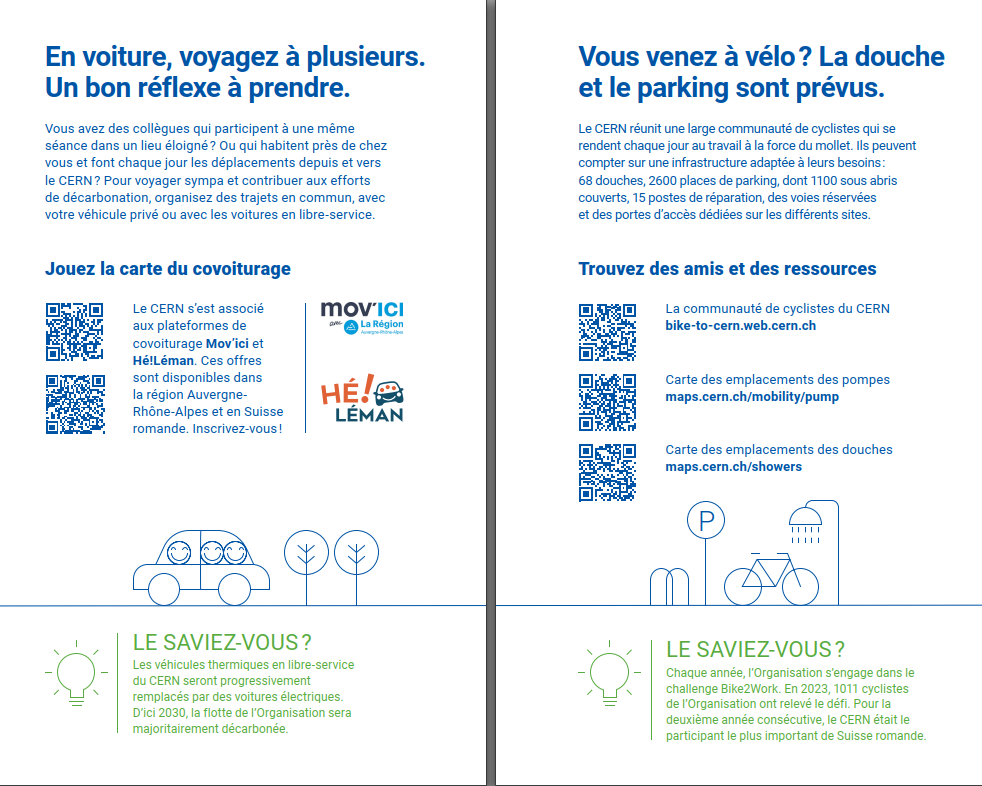 En voiture, voyagez à plusieurs.
Un bon réflexe à prendre.
Vous avez des collègues qui participent à une même
séance dans un lieu éloigné ? Ou qui habitent près de chez
vous et font chaque jour les déplacements depuis et vers
le CERN ? Pour voyager sympa et contribuer aux efforts
de décarbonation, organisez des trajets en commun, avec
votre véhicule privé ou avec les voitures en libre-service.
Jouez la carte du covoiturage
Le CERN s’est associé
aux plateformes de
covoiturage Mov’ici et
Hé!Léman. Ces offres
sont disponibles dans
la région Auvergne-
Rhône-Alpes et en Suisse
romande. Inscrivez-vous !
MOV’ICI
avec La Région
Auvergne-Rhône-Alpes
HÉ!
LÉMAN
LE SAVIEZ-VOUS ?
Les véhicules thermiques en libre-service
du CERN seront progressivement
remplacés par des voitures électriques.
D’ici 2030, la flotte de l’Organisation sera
majoritairement décarbonée.
Vous venez à vélo ? La douche
et le parking sont prévus.
Le CERN réunit une large communauté de cyclistes qui se
rendent chaque jour au travail à la force du mollet. Ils peuvent
compter sur une infrastructure adaptée à leurs besoins :
68 douches, 2600 places de parking, dont 1100 sous abris
couverts, 15 postes de réparation, des voies réservées
et des portes d’accès dédiées sur les différents sites.
Trouvez des amis et des ressources
La communauté de cyclistes du CERN
bike-to-cern.web.cern.ch
Carte des emplacements des pompes
maps.cern.ch/mobility/pump
Carte des emplacements des douches
maps.cern.ch/showers
P
LE SAVIEZ-VOUS ?
Chaque année, l’Organisation s’engage dans le
challenge Bike2Work. En 2023, 1011 cyclistes
de l’Organisation ont relevé le défi. Pour la
deuxième année consécutive, le CERN était le
participant le plus important de Suisse romande.